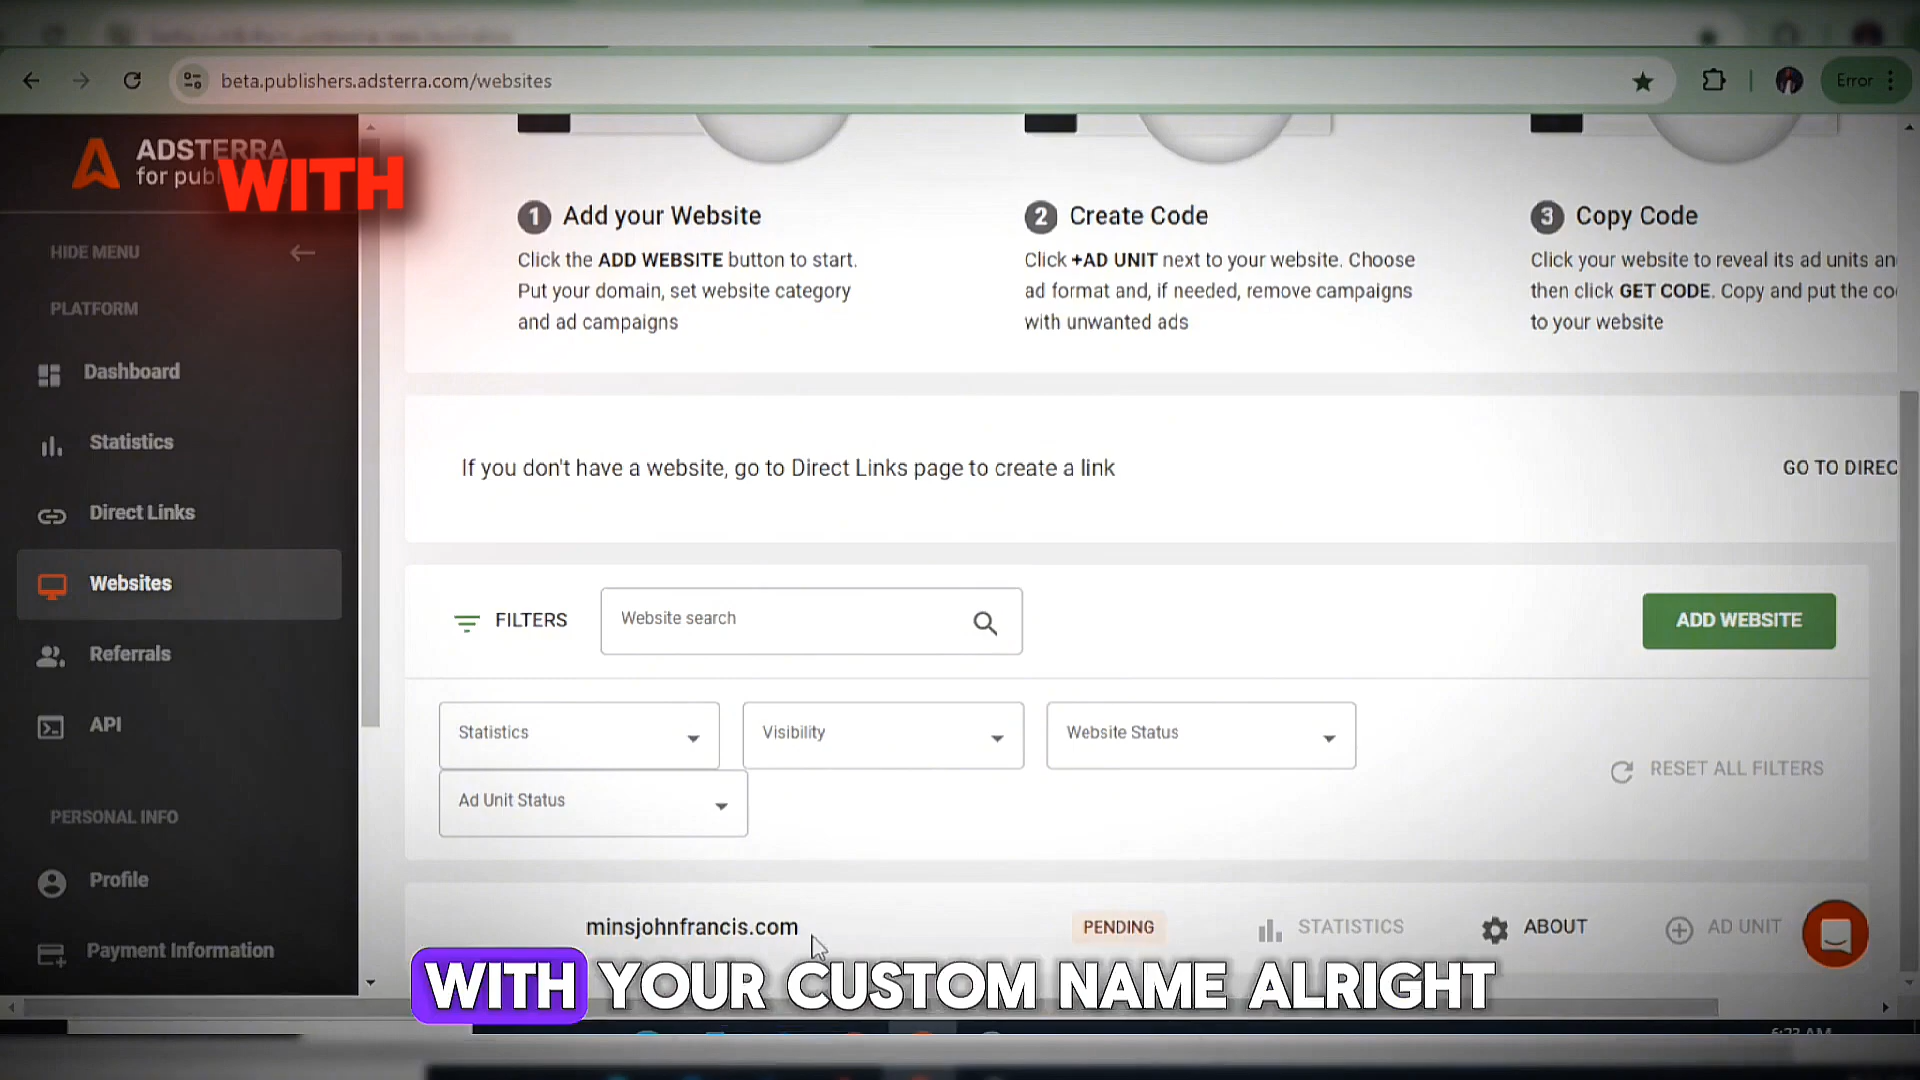 beta.publishers.adsterra.com/websites
Error
ADSTERRA
for publ
WITH
HIDE MENU
PLATFORM
Dashboard
Statistics
Direct Links
Websites
Referrals
API
PERSONAL INFO
Profile
Payment Information
1 Add your Website
Click the ADD WEBSITE button to start.
Put your domain, set website category
and ad campaigns
2 Create Code
Click +AD UNIT next to your website. Choose
ad format and, if needed, remove campaigns
with unwanted ads
3 Copy Code
Click your website to reveal its ad units an
then click GET CODE. Copy and put the co
to your website
If you don't have a website, go to Direct Links page to create a link
GO TO DIREC
FILTERS
Website search
ADD WEBSITE
Statistics
Visibility
Website Status
Ad Unit Status
RESET ALL FILTERS
minsjohnfrancis.com
PENDING
STATISTICS
ABOUT
AD UNIT
WITH YOUR CUSTOM NAME ALRIGHT